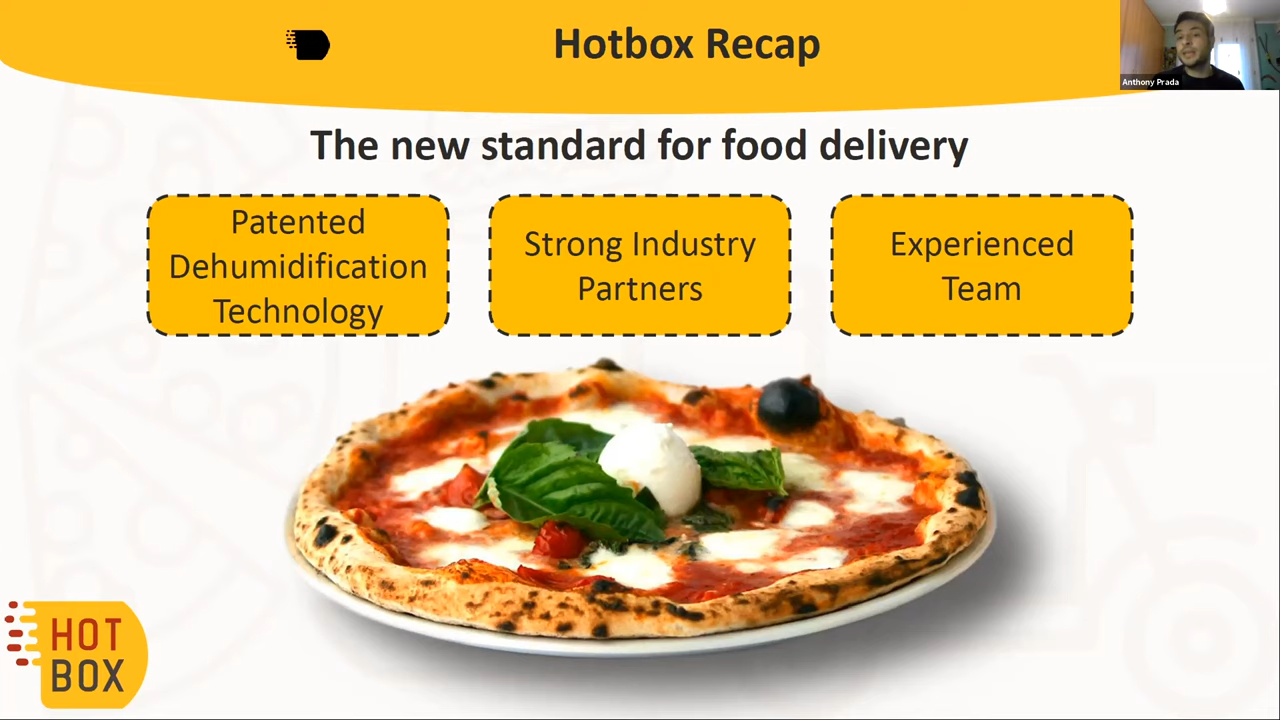 Hotbox Recap
Anthony Prada
The new standard for food delivery
Patented
Dehumidification
Technology
Strong Industry
Partners
Experienced
Team
HOT
BOX